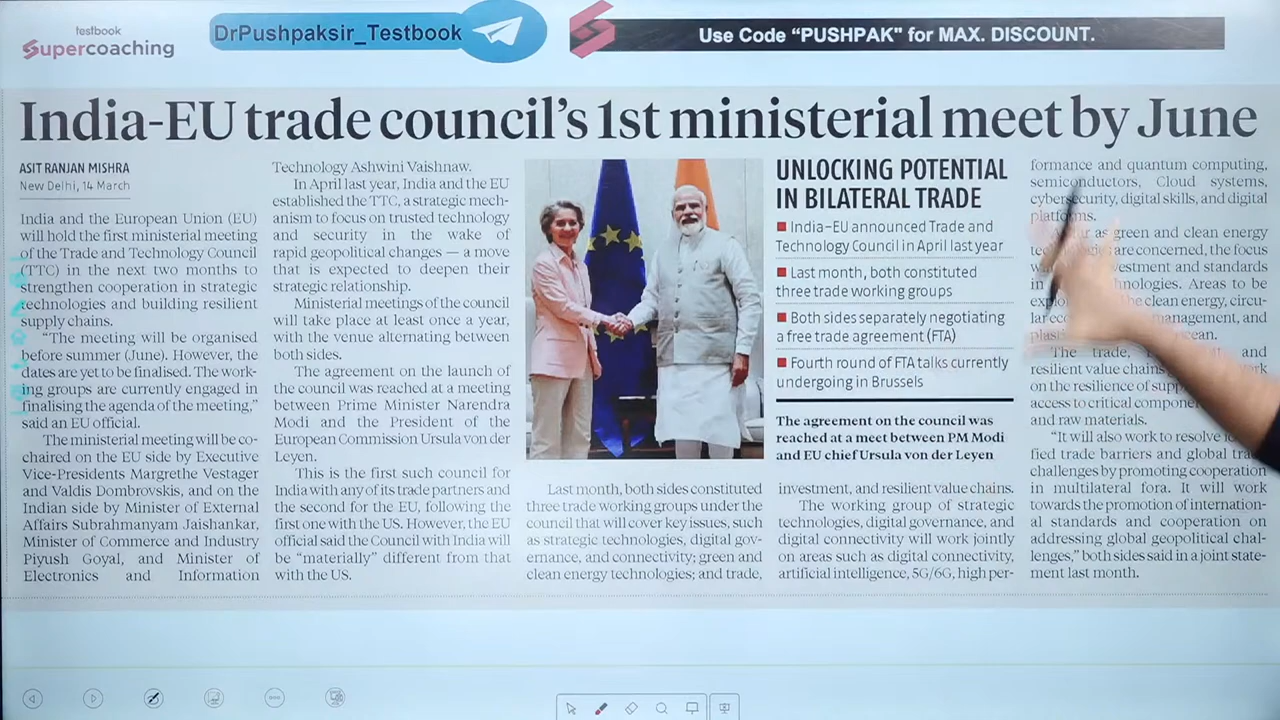 testbook
Supercoaching
DrPushpaksir_Testbook
Use Code “PUSHPAK" for MAX. DISCOUNT.
India-EU trade council’s 1st ministerial meet by June
ASIT RANJAN MISHRA
New Delhi, 14 March
India and the European Union (EU)
will hold the first ministerial meeting
of the Trade and Technology Council
(TTC) in the next two months to
strengthen cooperation in strategic
technologies and building resilient
supply chains.
“The meeting will be organised
before summer (June). However, the
dates are yet to be finalised. The work-
ing groups are currently engaged in
finalising the agenda of the meeting,”
said an EU official.
The ministerial meeting will be co-
chaired on the EU side by Executive
Vice-Presidents Margrethe Vestager
and Valdis Dombrovskis, and on the
Indian side by Minister of External
Affairs Subrahmanyam Jaishankar,
Minister of Commerce and Industry
Piyush Goyal, and Minister of
Electronics and Information
Technology Ashwini Vaishnaw.
In April last year, India and the EU
established the TTC, a strategic mech-
anism to focus on trusted technology
and security in the wake of
rapid geopolitical changes — a move
that is expected to deepen their
strategic relationship.
Ministerial meetings of the council
will take place at least once a year,
with the venue alternating between
both sides.
The agreement on the launch of
the council was reached at a meeting
between Prime Minister Narendra
Modi and the President of the
European Commission Ursula von der
Leyen.
This is the first such council for
India with any of its trade partners and
the second for the EU, following the
first one with the US. However, the EU
official said the Council with India will
be “materially” different from that
with the US.
UNLOCKING POTENTIAL
IN BILATERAL TRADE
India–EU announced Trade and
Technology Council in April last year
Last month, both constituted
three trade working groups
Both sides separately negotiating
a free trade agreement (FTA)
Fourth round of FTA talks currently
undergoing in Brussels
The agreement on the council was
reached at a meet between PM Modi
and EU chief Ursula von der Leyen
Last month, both sides constituted
three trade working groups under the
council that will cover key issues, such
as strategic technologies, digital gov-
ernance, and connectivity; green and
clean energy technologies; and trade,
investment, and resilient value chains.
The working group of strategic
technologies, digital governance, and
digital connectivity will work jointly
on areas such as digital connectivity,
artificial intelligence, 5G/6G, high per-
formance and quantum computing,
semiconductors, Cloud systems,
cybersecurity, digital skills, and digital
platforms.
as green and clean energy
are concerned, the focus
investment and standards
in
clean energy, circu-
lar management, and
The trade, and
resilient value chains
on the resilience of
access to critical
and raw materials.
“It will also work to resolve
fied trade barriers and global
challenges by promoting cooperation
in multilateral fora. It will work
towards the promotion of internation-
al standards and cooperation on
addressing global geopolitical chal-
lenges,” both sides said in a joint state-
ment last month.